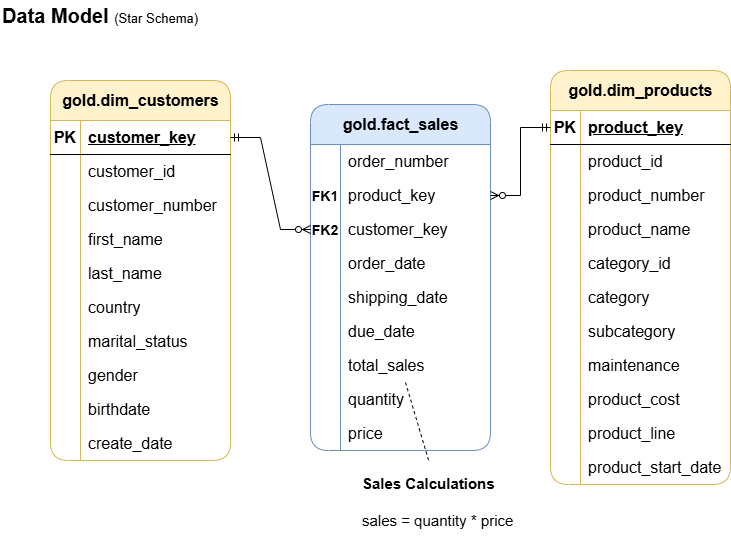 Data Model (Star Schema)
gold.dim_customers
PK customer_key
customer_id
customer_number
first_name
last_name
country
marital_status
gender
birthdate
create_date
gold.fact_sales
order_number
FK1 product_key
FK2 customer_key
order_date
shipping_date
due_date
total_sales
quantity
price
Sales Calculations
sales = quantity * price
gold.dim_products
PK product_key
product_id
product_number
product_name
category_id
category
subcategory
maintenance
product_cost
product_line
product_start_date